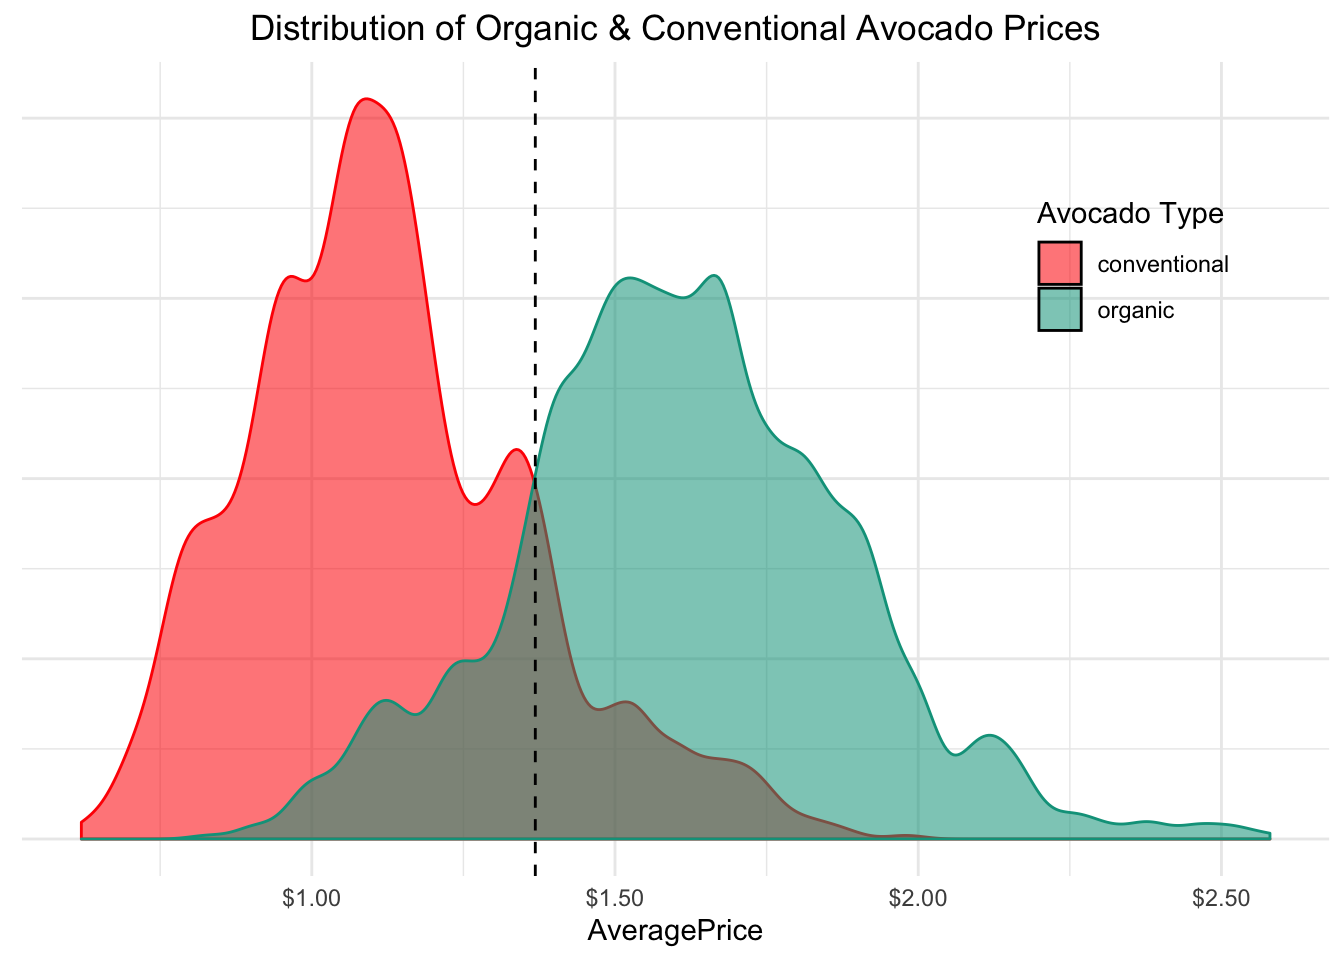 Distribution of Organic & Conventional Avocado Prices
Avocado Type
conventional
organic
$1.00 $1.50 $2.00 $2.50
AveragePrice